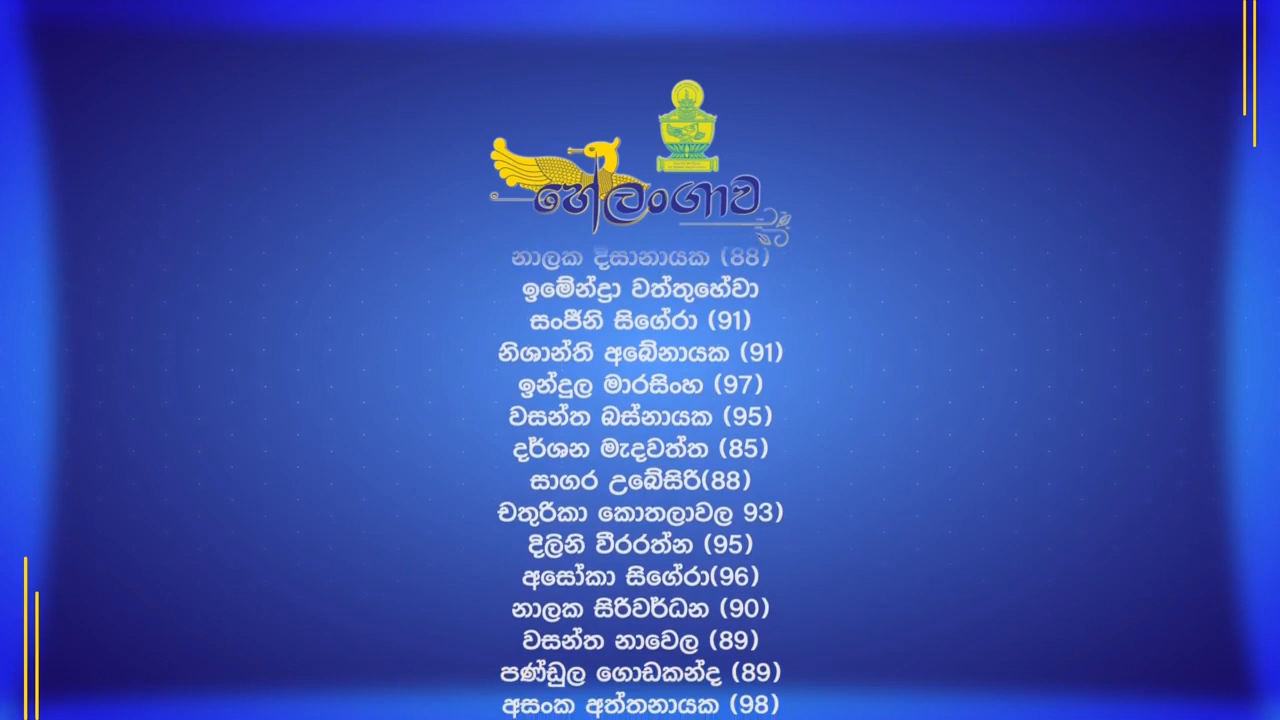 හේලංගාව
නාලක දිසානායක (88)
ඉමේන්ද්‍රා වත්තුහේවා
සංජීනි සිගේරා (91)
නිශාන්ති අබේනායක (91)
ඉන්දුල මාරසිංහ (97)
වසන්ත බස්නායක (95)
දර්ශන මැදවත්ත (85)
සාගර උබේසිරි(88)
චතුරිකා කොතලාවල 93)
දිලිනි වීරරත්න (95)
අසෝකා සිගේරා(96)
නාලක සිරිවර්ධන (90)
වසන්ත නාවෙල (89)
පණ්ඩුල ගොඩකන්ද (89)
අසංක අත්තනායක (98)